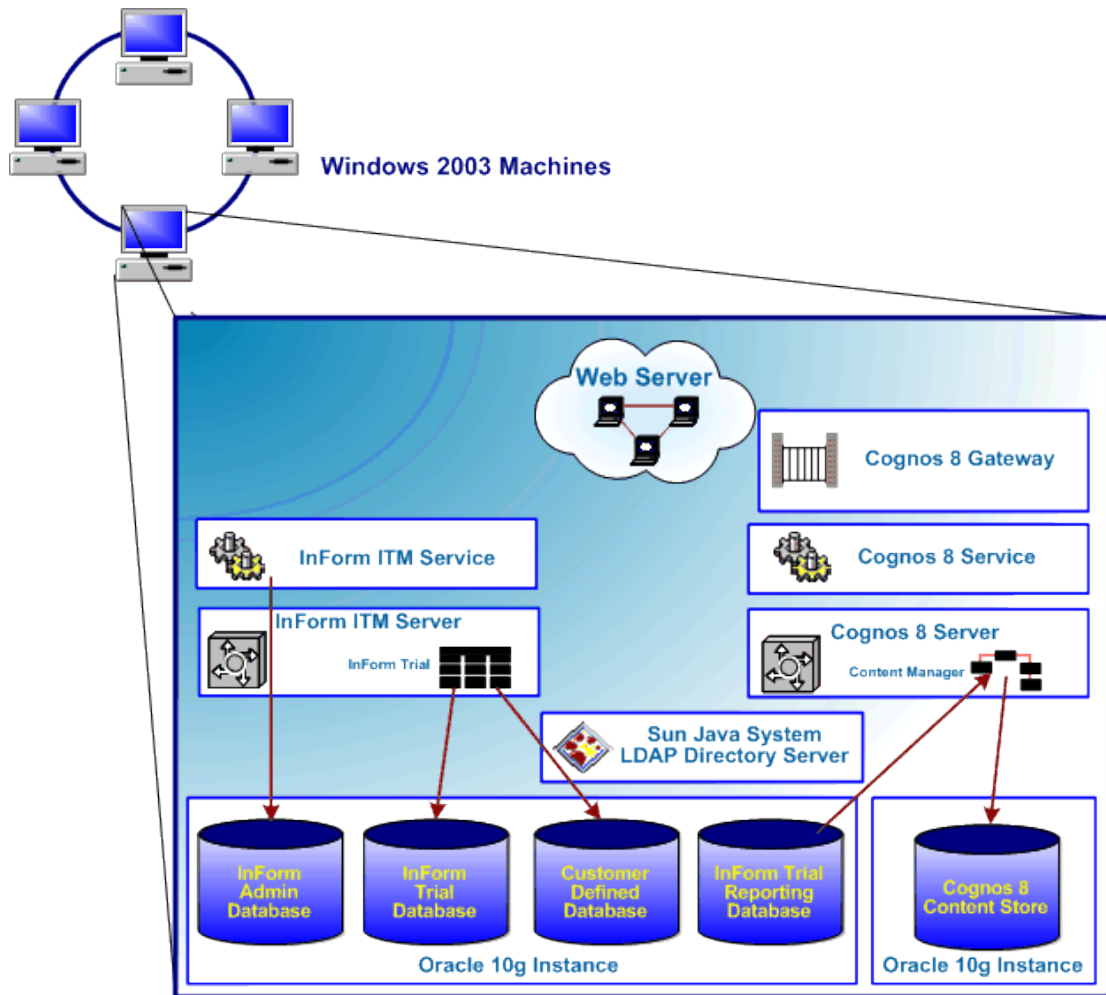 Windows 2003 Machines
Web Server
Cognos 8 Gateway
InForm ITM Service
Cognos 8 Service
InForm ITM Server
InForm Trial
Cognos 8 Server
Content Manager
Sun Java System
LDAP Directory Server
InForm
Admin
Database
InForm
Trial
Database
Customer
Defined
Database
InForm Trial
Reporting
Database
Cognos 8
Content Store
Oracle 10g Instance
Oracle 10g Instance